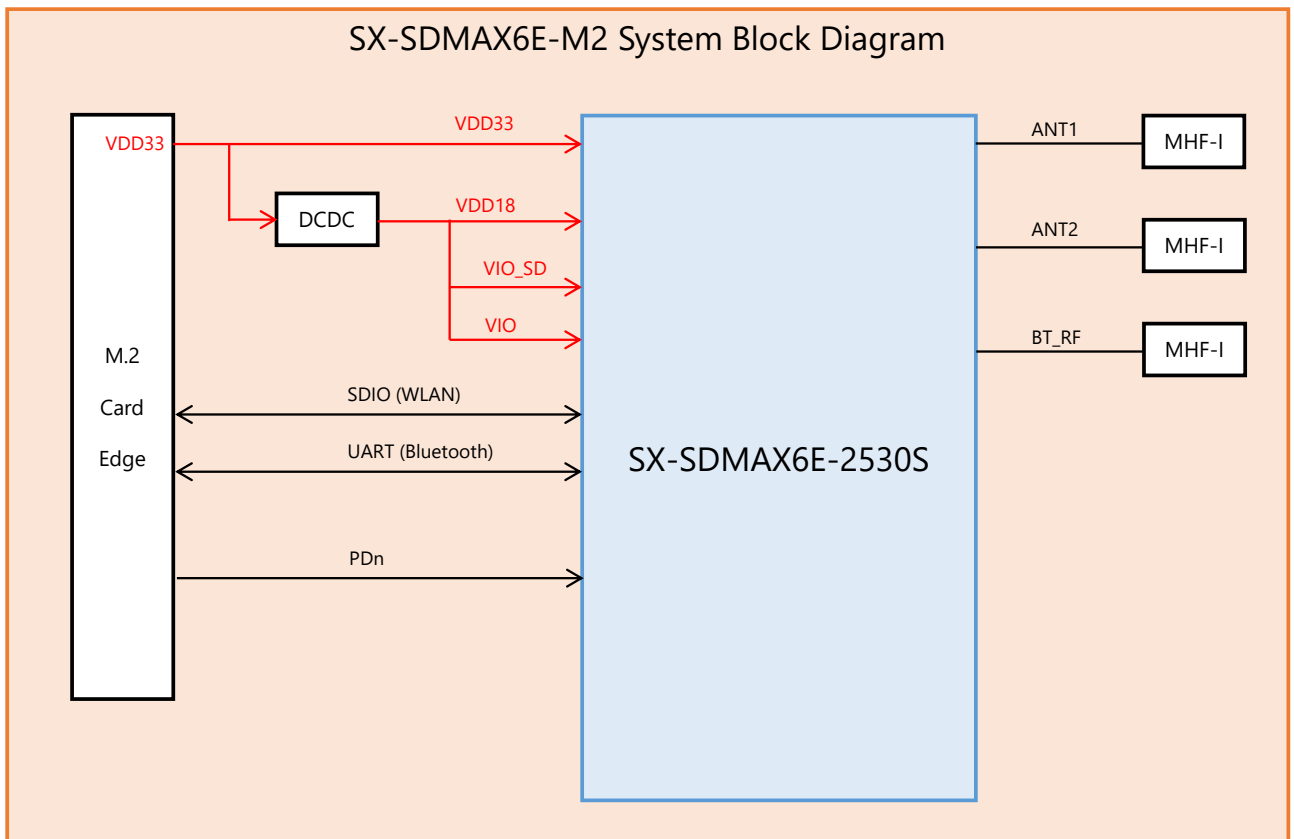 SX-SDMAX6E-M2 System Block Diagram
VDD33
VDD33
ANT1
MHF-I
DCDC
VDD18
ANT2
MHF-I
VIO_SD
VIO
BT_RF
MHF-I
M.2
Card
Edge
SDIO (WLAN)
UART (Bluetooth)
SX-SDMAX6E-2530S
PDn